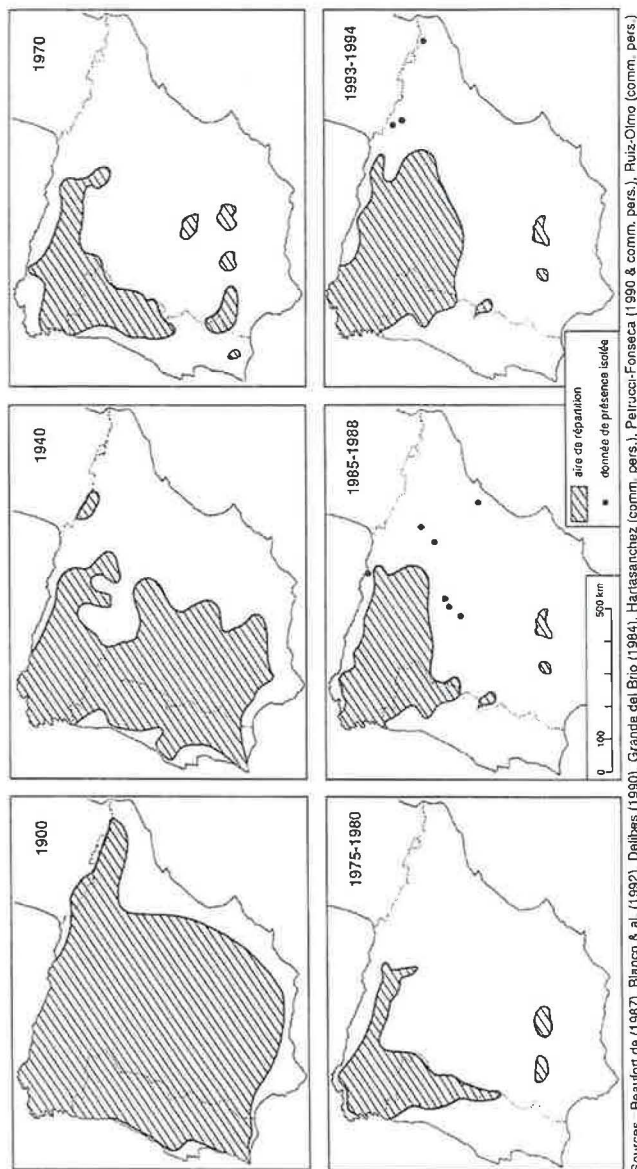 1900
1940
1970
1975-1980
1985-1988
1993-1994
0 100 500 km
aire de répartition
donnée de présence isolée
Sources : Beaufort de (1987), Blanco & al. (1992), Delibes (1990), Grande del Brio (1984), Hartasanchez (comm. pers.), Petrucci-Fonseca (1990 & comm. pers.), Ruiz-Olmo (comm. pers.)